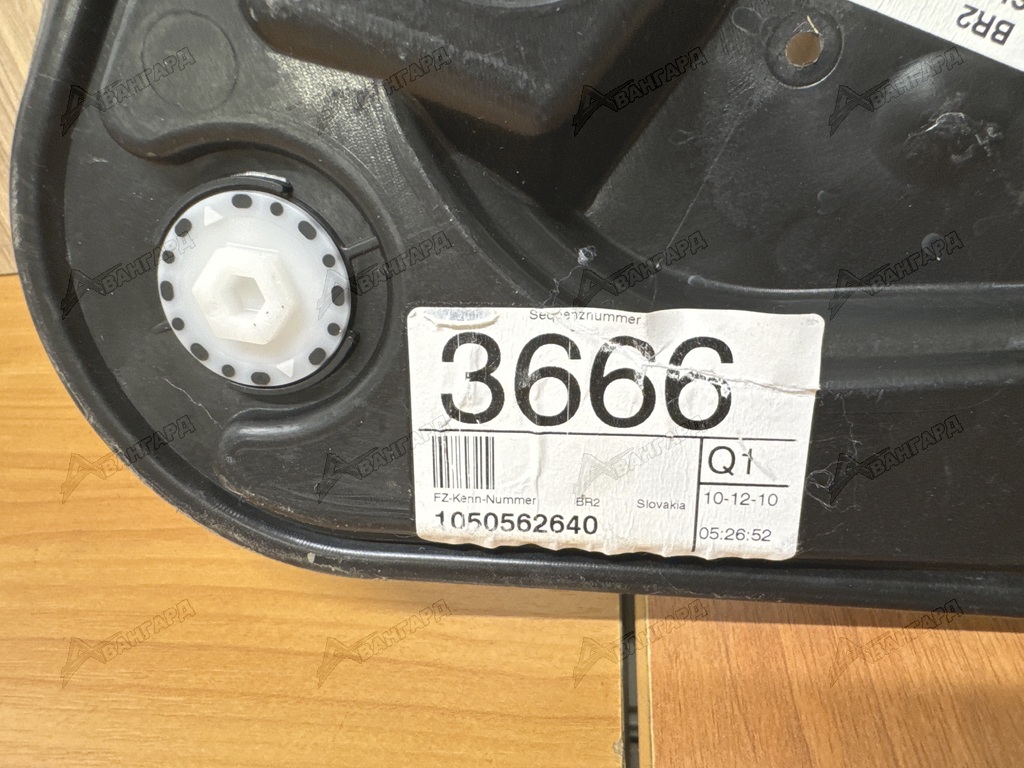 BR2
Sequenznummer
3666
Q1
FZ-Kenn-Nummer BR2 Slovakia
10-12-10
1050562640
05:26:52
АВАНГАРД